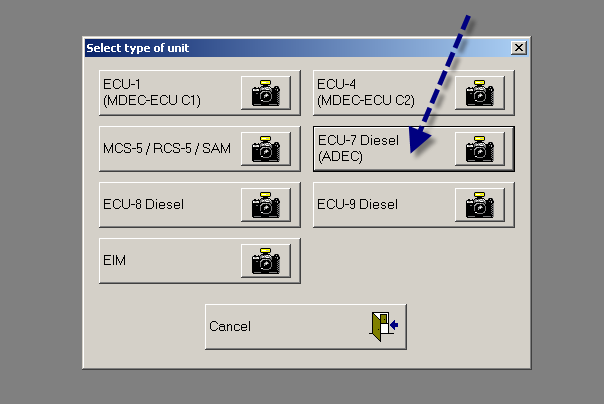 Select type of unit
ECU-1
(MDEC-ECU C1)
ECU-4
(MDEC-ECU C2)
MCS-5 / RCS-5 / SAM
ECU-7 Diesel
(ADEC)
ECU-8 Diesel
ECU-9 Diesel
EIM
Cancel